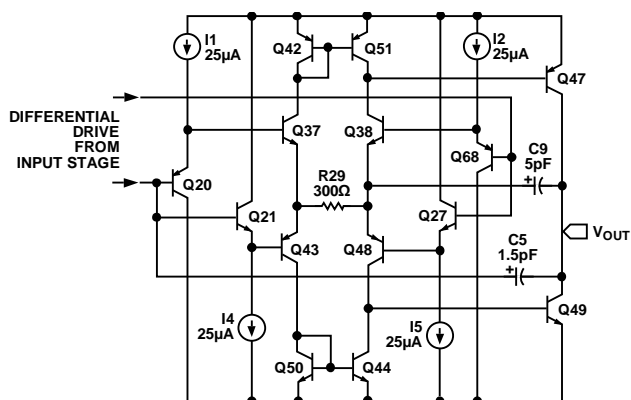 I1
25µA
Q42
Q51
I2
25µA
Q47
DIFFERENTIAL
DRIVE
FROM
INPUT STAGE
Q37
Q38
Q68
C9
5pF
+
Q20
R29
300Ω
Q21
Q27
Q43
Q48
VOUT
C5
1.5pF
+
Q49
I4
25µA
I5
25µA
Q50
Q44